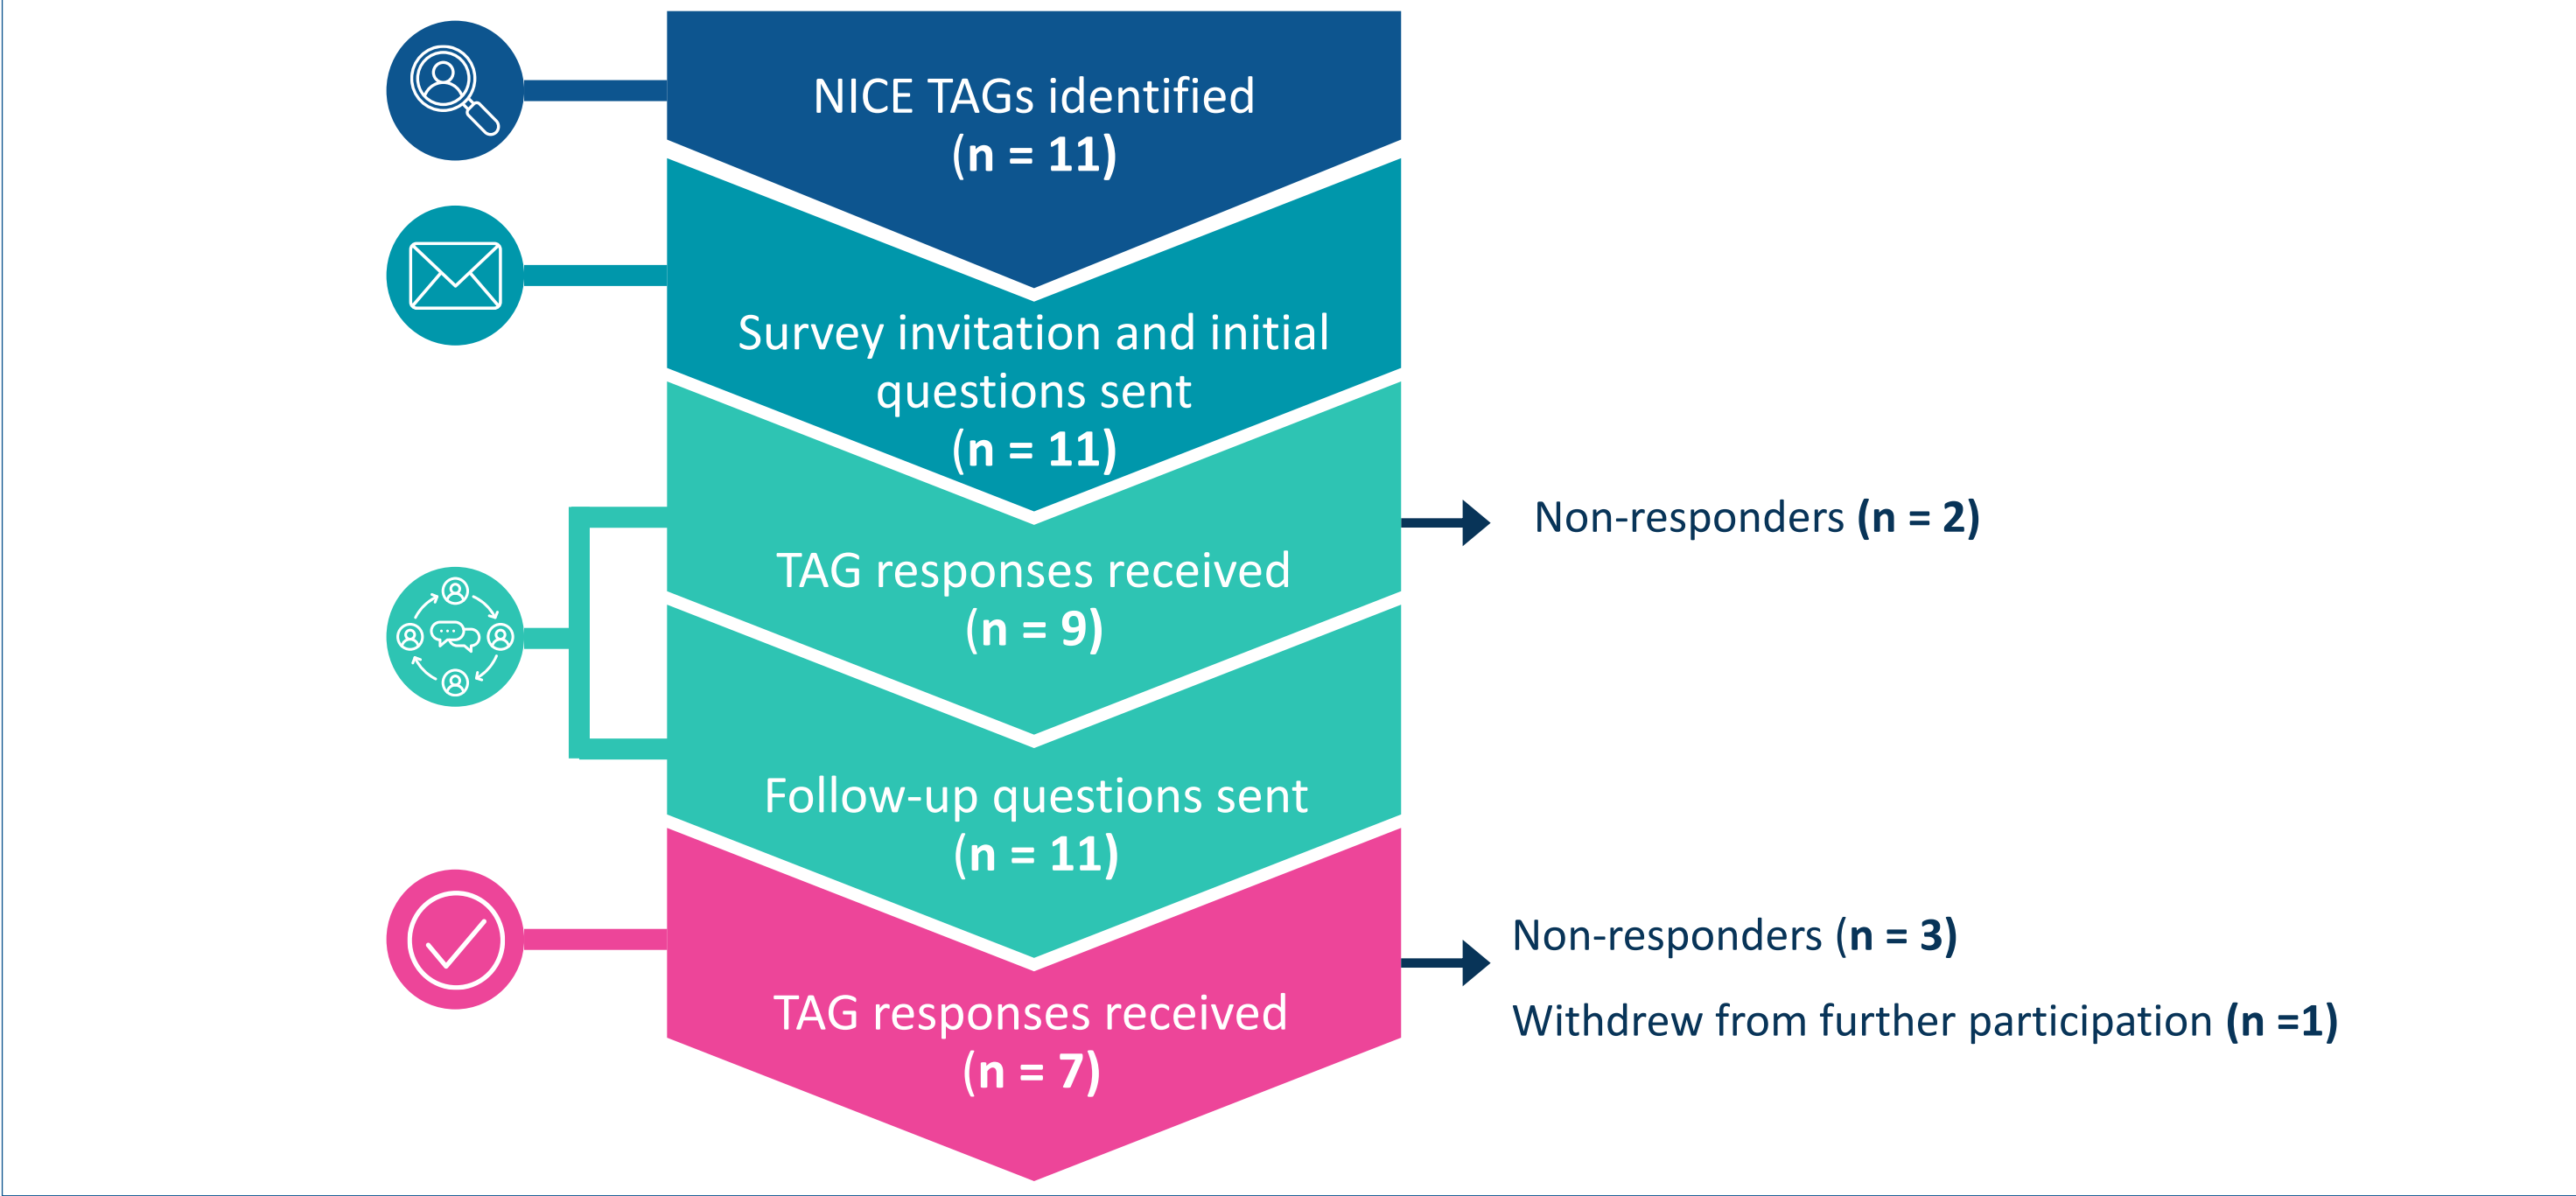 NICE TAGs identified
(n = 11)
Survey invitation and initial
questions sent
(n = 11)
Non-responders (n = 2)
TAG responses received
(n = 9)
Follow-up questions sent
(n = 11)
Non-responders (n = 3)
Withdrew from further participation (n =1)
TAG responses received
(n = 7)